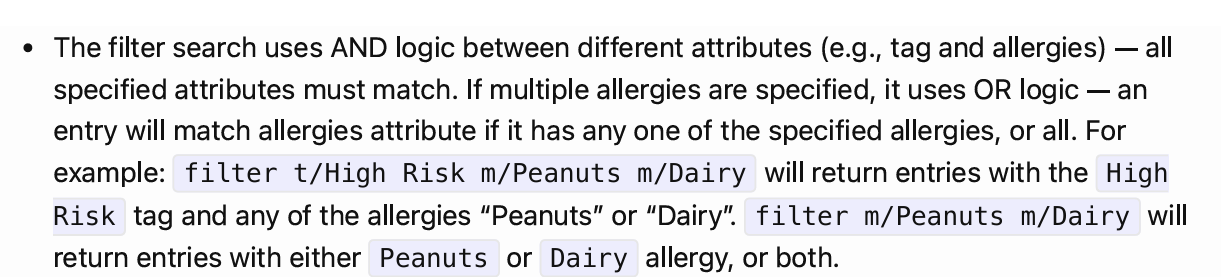 • The filter search uses AND logic between different attributes (e.g., tag and allergies) — all
specified attributes must match. If multiple allergies are specified, it uses OR logic — an
entry will match allergies attribute if it has any one of the specified allergies, or all. For
example: filter t/High Risk m/Peanuts m/Dairy will return entries with the High
Risk tag and any of the allergies “Peanuts” or “Dairy”. filter m/Peanuts m/Dairy will
return entries with either Peanuts or Dairy allergy, or both.